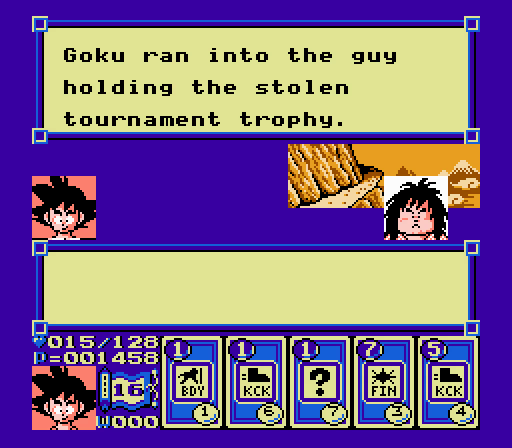 Goku ran into the guy
holding the stolen
tournament trophy.
015/128
P=001458
16
W000
1 1 1 7 5
BDY KCK ? FIN KCK
1 6 7 3 4